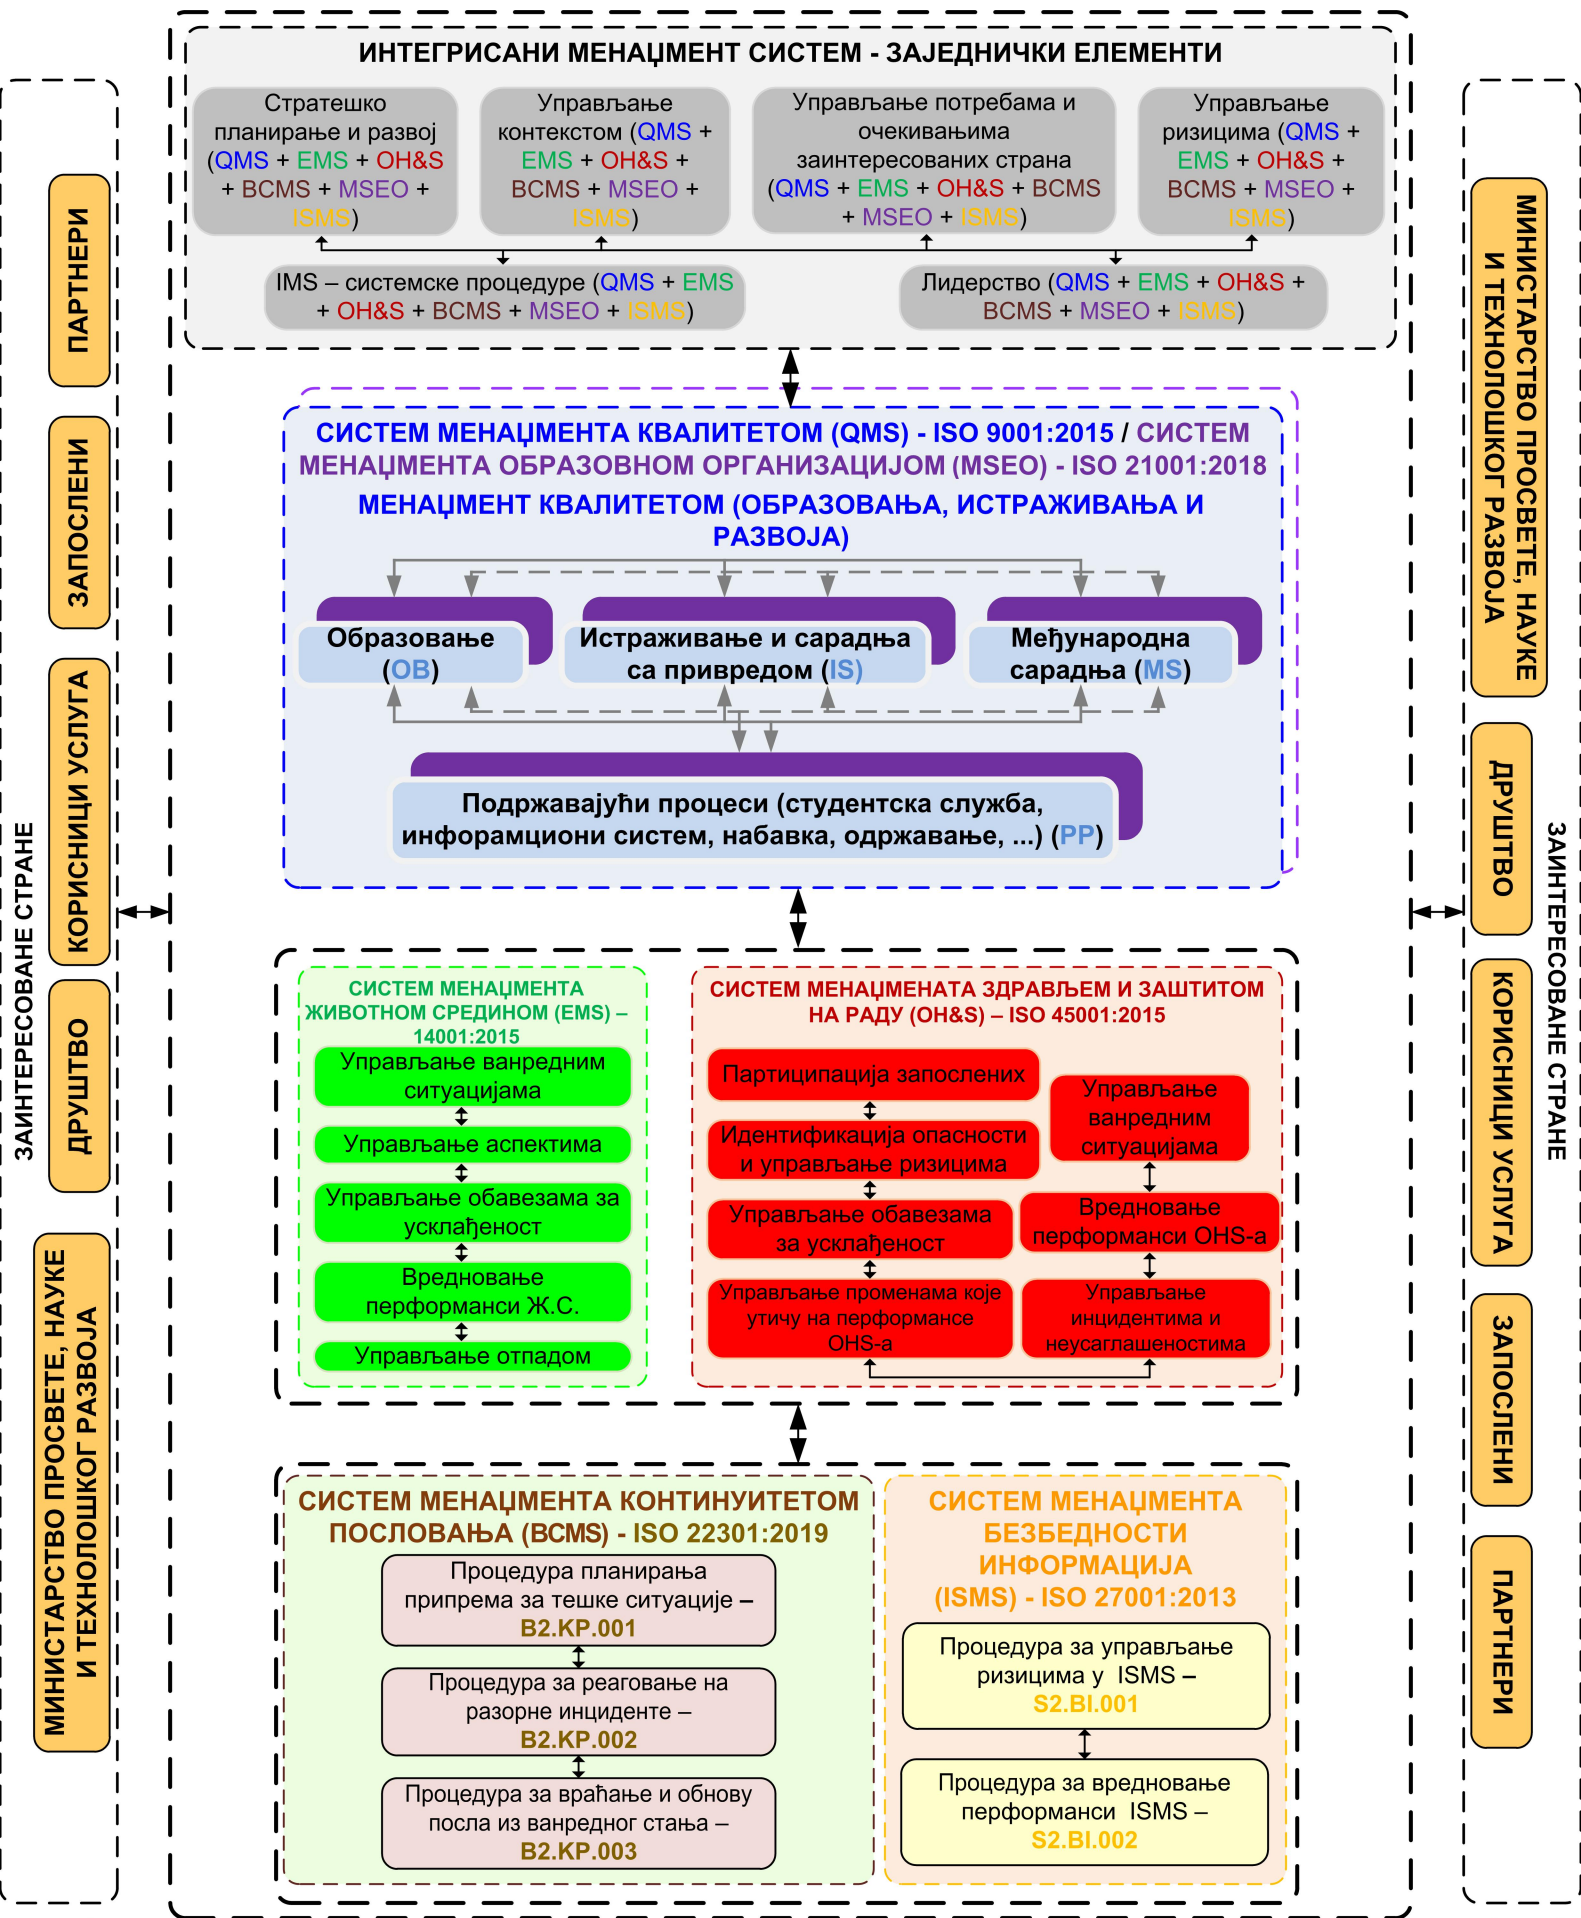 ИНТЕГРИСАНИ МЕНАЏМЕНТ СИСТЕМ - ЗАЈЕДНИЧКИ ЕЛЕМЕНТИ
Стратешко
планирање и развој
(QMS + EMS + OH&S
+ BCMS + MSEO +
ISMS)
Управљање
контекстом (QMS +
EMS + OH&S +
BCMS + MSEO +
ISMS)
Управљање потребама и
очекивањима
заинтересованих страна
(QMS + EMS + OH&S + BCMS
+ MSEO + ISMS)
Управљање
ризицима (QMS +
EMS + OH&S +
BCMS + MSEO +
ISMS)
IMS – системске процедуре (QMS + EMS
+ OH&S + BCMS + MSEO + ISMS)
Лидерство (QMS + EMS + OH&S +
BCMS + MSEO + ISMS)
СИСТЕМ МЕНАЏМЕНТА КВАЛИТЕТОМ (QMS) - ISO 9001:2015 / СИСТЕМ
МЕНАЏМЕНТА ОБРАЗОВНОМ ОРГАНИЗАЦИЈОМ (MSEO) - ISO 21001:2018
МЕНАЏМЕНТ КВАЛИТЕТОМ (ОБРАЗОВАЊА, ИСТРАЖИВАЊА И
РАЗВОЈА)
Образовање
(OB)
Истраживање и сарадња
са привредом (IS)
Међународна
сарадња (MS)
Подржавајући процеси (студентска служба,
инфорамциони систем, набавка, одржавање, ...) (PP)
СИСТЕМ МЕНАЏМЕНТА
ЖИВОТНОМ СРЕДИНОМ (EMS) –
14001:2015
Управљање ванредним
ситуацијама
Управљање аспектима
Управљање обавезама за
усклађеност
Вредновање
перформанси Ж.С.
Управљање отпадом
СИСТЕМ МЕНАЏМЕНАТА ЗДРАВЉЕМ И ЗАШТИТОМ
НА РАДУ (OH&S) – ISO 45001:2015
Партиципација запослених
Идентификација опасности
и управљање ризицима
Управљање обавезама
за усклађеност
Управљање променама које
утичу на перформансе
OHS-а
Управљање
ванредним
ситуацијама
Вредновање
перформанси OHS-а
Управљање
инцидентима и
неусаглашеностима
СИСТЕМ МЕНАЏМЕНТА КОНТИНУИТЕТОМ
ПОСЛОВАЊА (BCMS) - ISO 22301:2019
Процедура планирања
припрема за тешке ситуације –
B2.KP.001
Процедура за реаговање на
разорне инциденте –
B2.KP.002
Процедура за враћање и обнову
посла из ванредног стања –
B2.KP.003
СИСТЕМ МЕНАЏМЕНТА
БЕЗБЕДНОСТИ
ИНФОРМАЦИЈА
(ISMS) - ISO 27001:2013
Процедура за управљање
ризицима у ISMS –
S2.BI.001
Процедура за вредновање
перформанси ISMS –
S2.BI.002
ЗАИНТЕРЕСОВАНЕ СТРАНЕ
ПАРТНЕРИ
ЗАПОСЛЕНИ
КОРИСНИЦИ УСЛУГА
ДРУШТВО
МИНИСТАРСТВО ПРОСВЕТЕ, НАУКЕ
И ТЕХНОЛОШКОГ РАЗВОЈА
МИНИСТАРСТВО ПРОСВЕТЕ, НАУКЕ
И ТЕХНОЛОШКОГ РАЗВОЈА
ДРУШТВО
КОРИСНИЦИ УСЛУГА
ЗАПОСЛЕНИ
ПАРТНЕРИ
ЗАИНТЕРЕСОВАНЕ СТРАНЕ